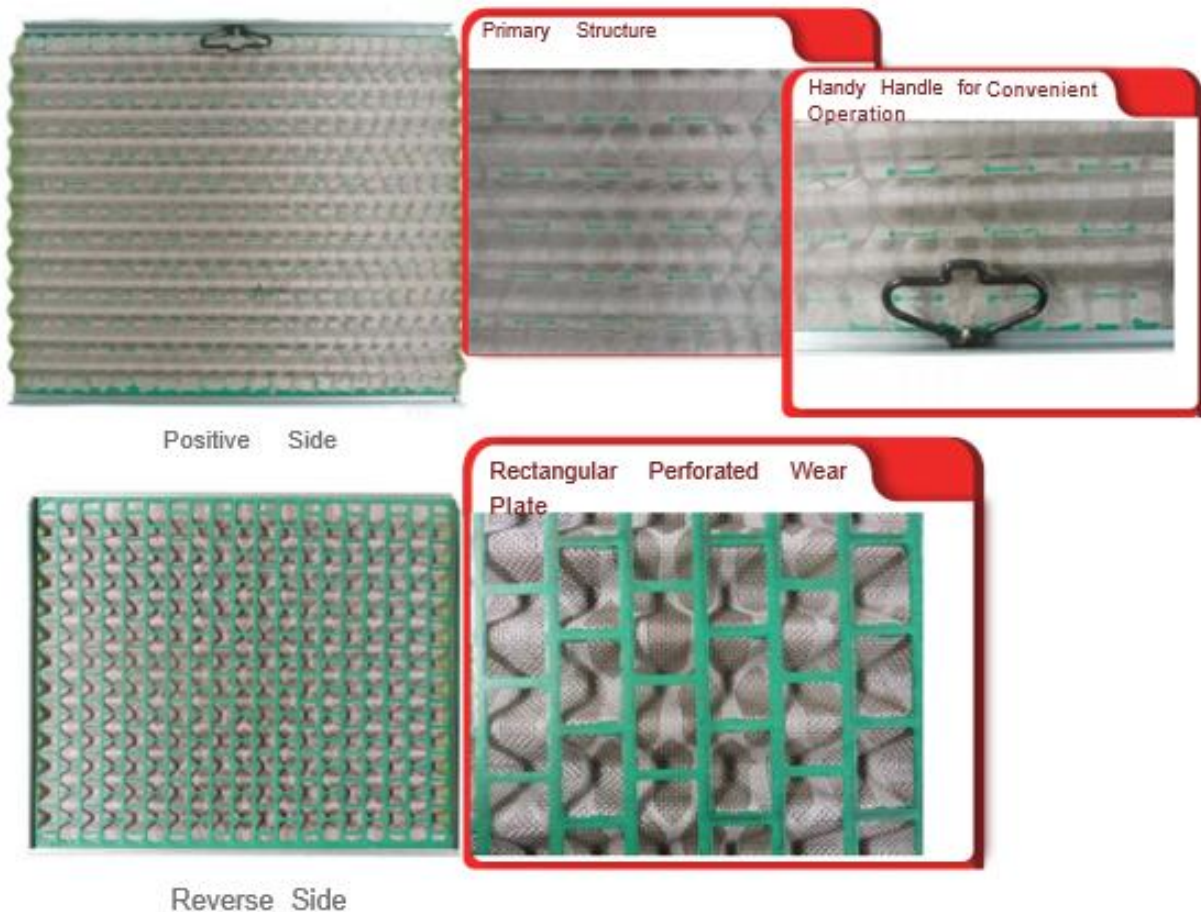 Primary Structure
Handy Handle for Convenient
Operation
Positive Side
Rectangular Perforated Wear
Plate
Reverse Side